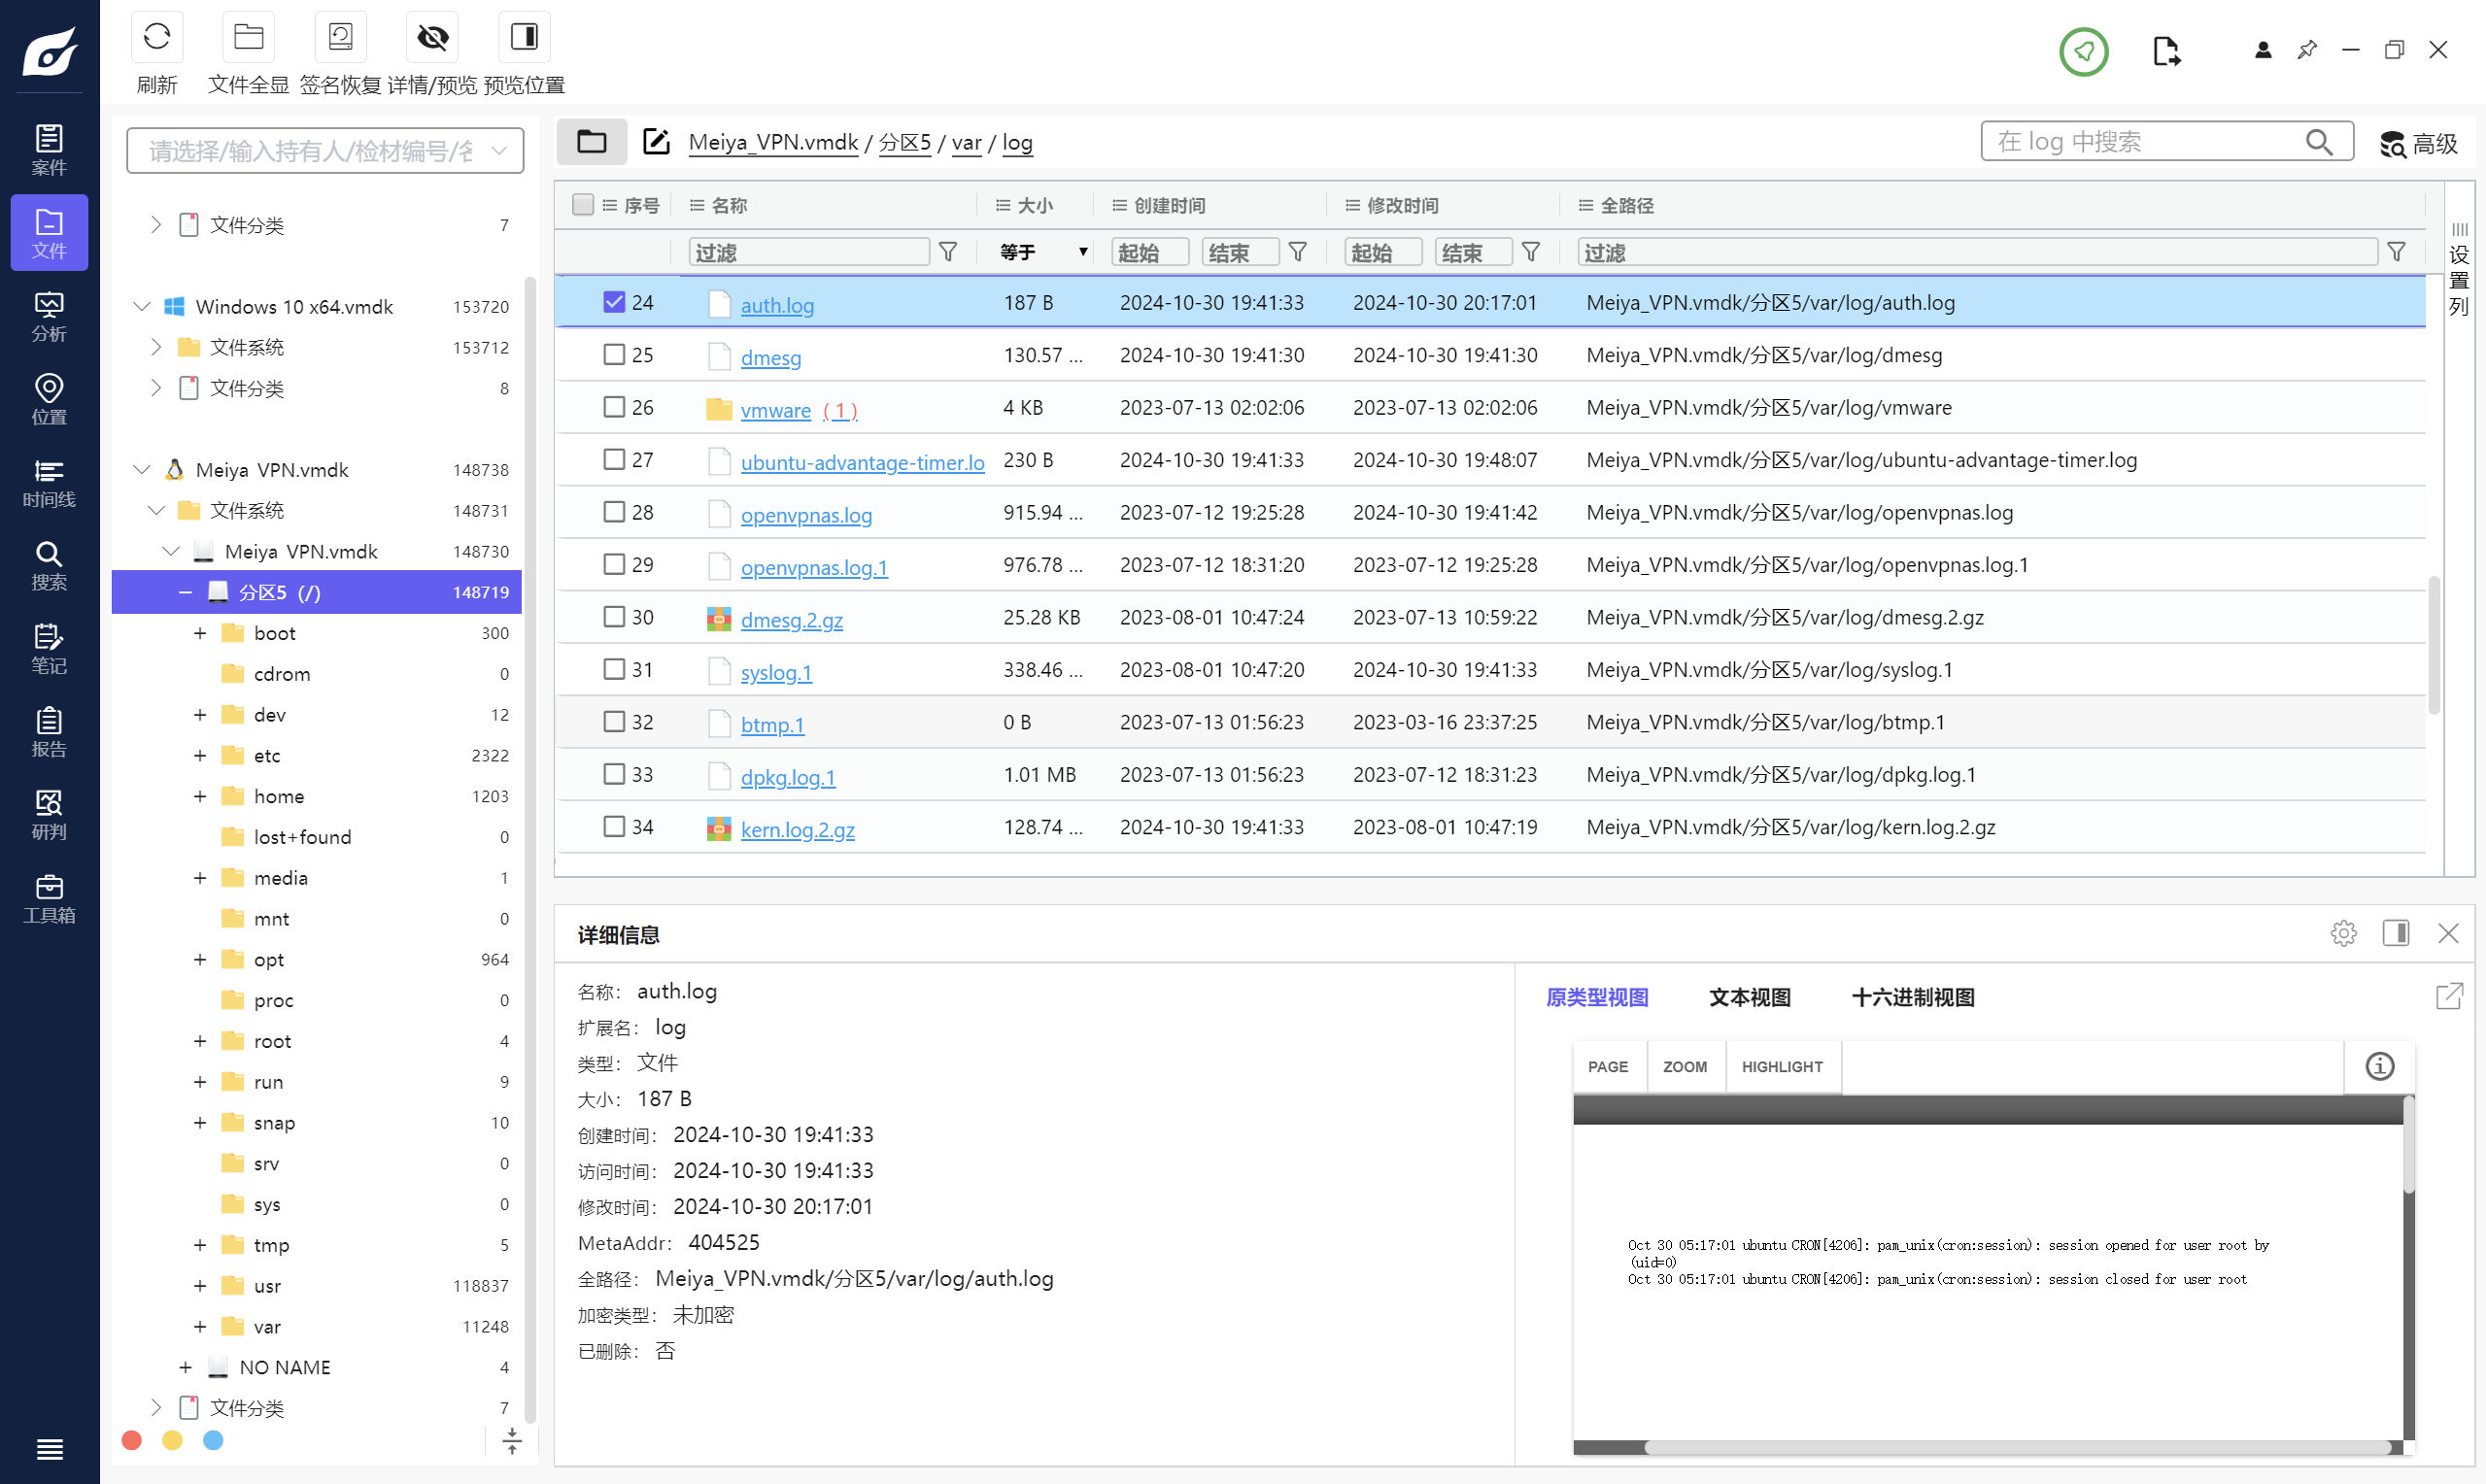 刷新 文件全显 签名恢复 详情/预览 预览位置
案件
文件
分析
位置
时间线
搜索
笔记
报告
研判
工具箱
请选择/输入持有人/检材编号/名
文件分类 7
Windows 10 x64.vmdk 153720
文件系统 153712
文件分类 8
Meiya_VPN.vmdk 148738
文件系统 148731
Meiya_VPN.vmdk 148730
分区5 (/) 148719
boot 300
cdrom 0
dev 12
etc 2322
home 1203
lost+found 0
media 1
mnt 0
opt 964
proc 0
root 4
run 9
snap 10
srv 0
sys 0
tmp 5
usr 118837
var 11248
NO NAME 4
文件分类 7
Meiya_VPN.vmdk / 分区5 / var / log
在 log 中搜索
高级
序号 名称 大小 创建时间 修改时间 全路径
过滤 等于 起始 结束 起始 结束 过滤
设置列
24 auth.log 187 B 2024-10-30 19:41:33 2024-10-30 20:17:01 Meiya_VPN.vmdk/分区5/var/log/auth.log
25 dmesg 130.57 ... 2024-10-30 19:41:30 2024-10-30 19:41:30 Meiya_VPN.vmdk/分区5/var/log/dmesg
26 vmware ( 1 ) 4 KB 2023-07-13 02:02:06 2023-07-13 02:02:06 Meiya_VPN.vmdk/分区5/var/log/vmware
27 ubuntu-advantage-timer.lo 230 B 2024-10-30 19:41:33 2024-10-30 19:48:07 Meiya_VPN.vmdk/分区5/var/log/ubuntu-advantage-timer.log
28 openvpnas.log 915.94 ... 2023-07-12 19:25:28 2024-10-30 19:41:42 Meiya_VPN.vmdk/分区5/var/log/openvpnas.log
29 openvpnas.log.1 976.78 ... 2023-07-12 18:31:20 2023-07-12 19:25:28 Meiya_VPN.vmdk/分区5/var/log/openvpnas.log.1
30 dmesg.2.gz 25.28 KB 2023-08-01 10:47:24 2023-07-13 10:59:22 Meiya_VPN.vmdk/分区5/var/log/dmesg.2.gz
31 syslog.1 338.46 ... 2023-08-01 10:47:20 2024-10-30 19:41:33 Meiya_VPN.vmdk/分区5/var/log/syslog.1
32 btmp.1 0 B 2023-07-13 01:56:23 2023-03-16 23:37:25 Meiya_VPN.vmdk/分区5/var/log/btmp.1
33 dpkg.log.1 1.01 MB 2023-07-13 01:56:23 2023-07-12 18:31:23 Meiya_VPN.vmdk/分区5/var/log/dpkg.log.1
34 kern.log.2.gz 128.74 ... 2024-10-30 19:41:33 2023-08-01 10:47:19 Meiya_VPN.vmdk/分区5/var/log/kern.log.2.gz
详细信息
名称: auth.log
扩展名: log
类型: 文件
大小: 187 B
创建时间: 2024-10-30 19:41:33
访问时间: 2024-10-30 19:41:33
修改时间: 2024-10-30 20:17:01
MetaAddr: 404525
全路径: Meiya_VPN.vmdk/分区5/var/log/auth.log
加密类型: 未加密
已删除: 否
原类型视图 文本视图 十六进制视图
PAGE ZOOM HIGHLIGHT
Oct 30 05:17:01 ubuntu CRON[4206]: pam_unix(cron:session): session opened for user root by
(uid=0)
Oct 30 05:17:01 ubuntu CRON[4206]: pam_unix(cron:session): session closed for user root